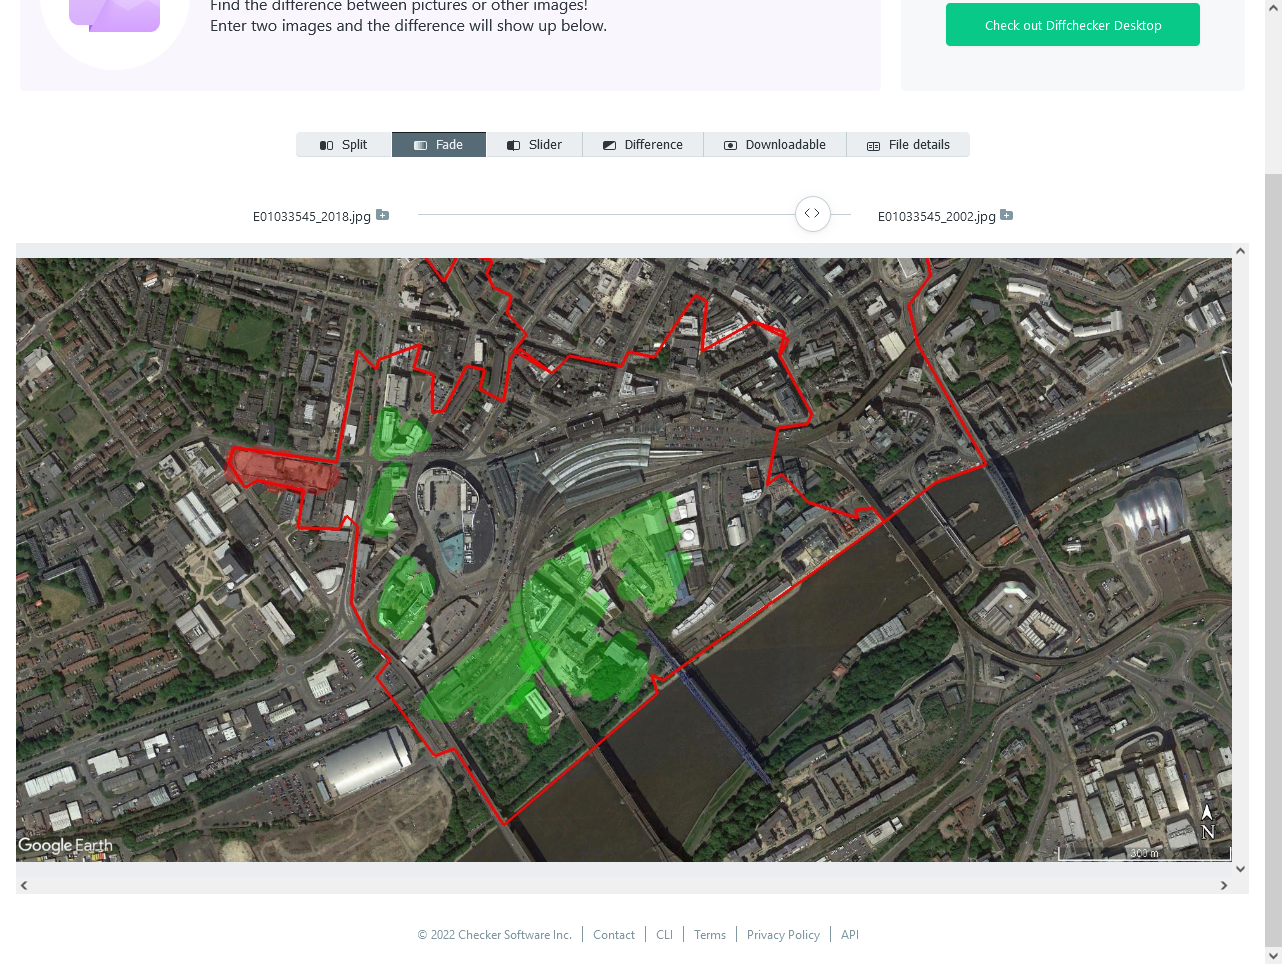 Find the difference between pictures or other images!
Enter two images and the difference will show up below.
Check out Diffchecker Desktop
Split
Fade
Slider
Difference
Downloadable
File details
E01033545_2018.jpg
E01033545_2002.jpg
N
Google Earth
300 m
© 2022 Checker Software Inc.
Contact
CLI
Terms
Privacy Policy
API